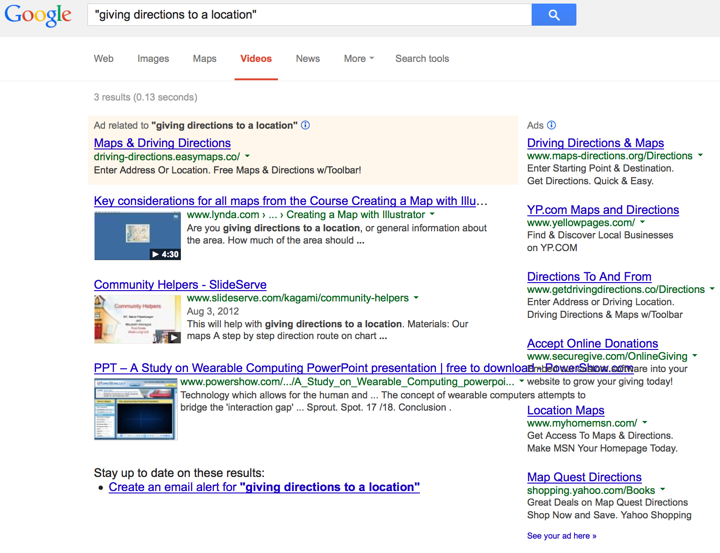 Google
"giving directions to a location"
Web Images Maps Videos News More Search tools
3 results (0.13 seconds)
Ad related to "giving directions to a location"
Maps & Driving Directions
driving-directions.easymaps.co/
Enter Address Or Location. Free Maps & Directions w/Toolbar!
Key considerations for all maps from the Course Creating a Map with Illu…
www.lynda.com › ... › Creating a Map with Illustrator
Are you giving directions to a location, or general information about
the area. How much of the area should ...
4:30
Community Helpers - SlideServe
www.slideserve.com/kagami/community-helpers
Aug 3, 2012
This will help with giving directions to a location. Materials: Our
maps A step by step direction route on chart ...
Community Helpers
PPT – A Study on Wearable Computing PowerPoint presentation | free to download - PowerShow.com
www.powershow.com/.../A_Study_on_Wearable_Computing_powerpoi...
Technology which allows for the human and ... The concept of wearable computers attempts to
bridge the 'interaction gap' ... Sprout. Spot. 17 /18. Conclusion .
Stay up to date on these results:
• Create an email alert for "giving directions to a location"
Ads
Driving Directions & Maps
www.maps-directions.org/Directions
Enter Starting Point & Destination.
Get Directions. Quick & Easy.
YP.com Maps and Directions
www.yellowpages.com/
Find & Discover Local Businesses
on YP.COM
Directions To And From
www.getdrivingdirections.co/Directions
Enter Address or Driving Location.
Driving Directions & Maps w/Toolbar
Accept Online Donations
www.securegive.com/OnlineGiving
into your
website to grow your giving today!
Location Maps
www.myhomemsn.com/
Get Access To Maps & Directions.
Make MSN Your Homepage Today.
Map Quest Directions
shopping.yahoo.com/Books
Great Deals on Map Quest Directions
Shop Now and Save. Yahoo Shopping
See your ad here »